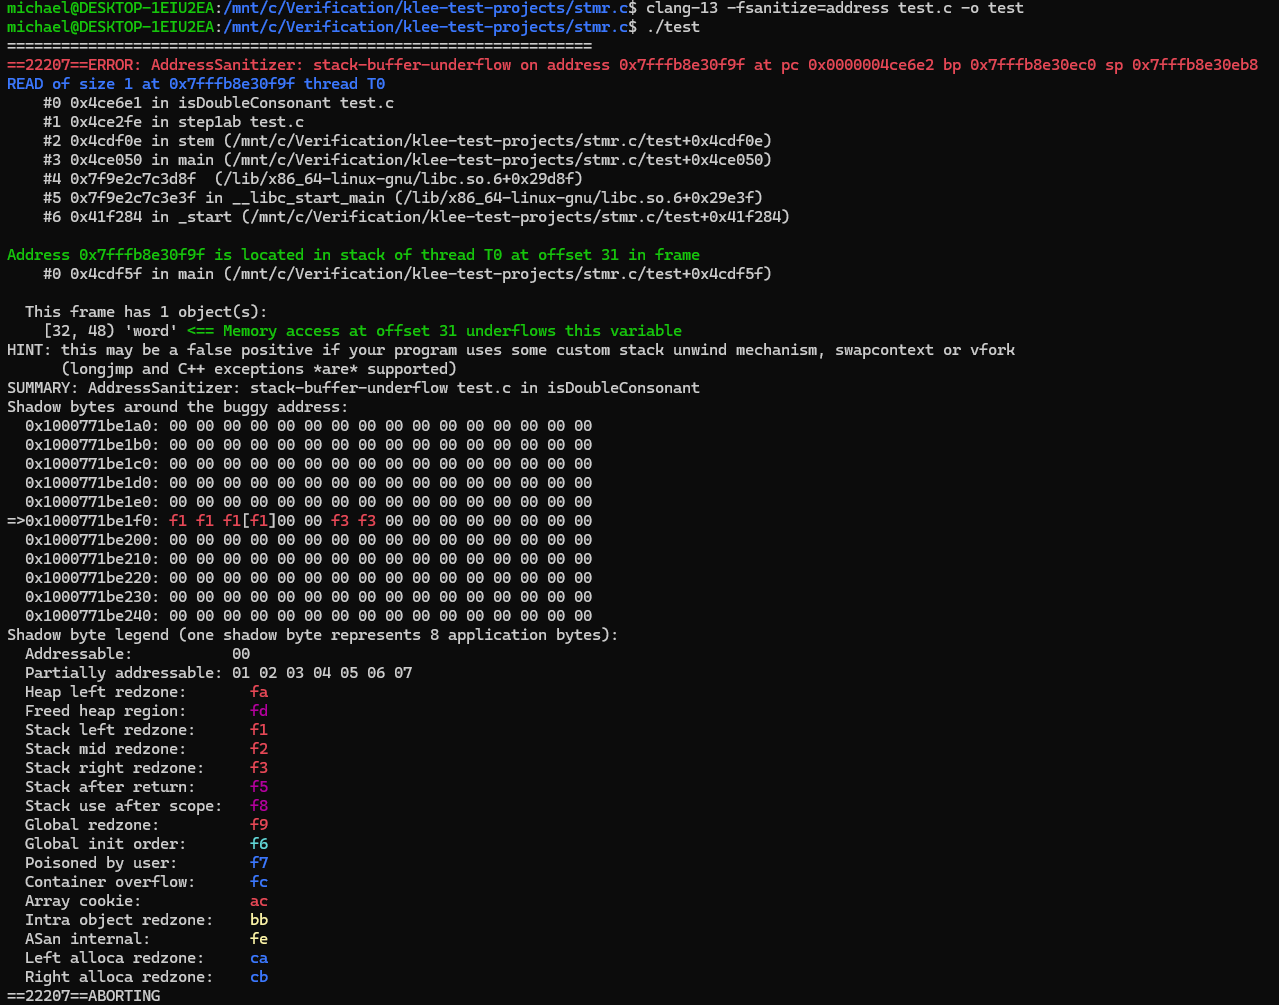 michael@DESKTOP-1EIU2EA:/mnt/c/Verification/klee-test-projects/stmr.c$ clang-13 -fsanitize=address test.c -o test
michael@DESKTOP-1EIU2EA:/mnt/c/Verification/klee-test-projects/stmr.c$ ./test
=================================================================
==22207==ERROR: AddressSanitizer: stack-buffer-underflow on address 0x7fffb8e30f9f at pc 0x0000004ce6e2 bp 0x7fffb8e30ec0 sp 0x7fffb8e30eb8
READ of size 1 at 0x7fffb8e30f9f thread T0
    #0 0x4ce6e1 in isDoubleConsonant test.c
    #1 0x4ce2fe in step1ab test.c
    #2 0x4cdf0e in stem (/mnt/c/Verification/klee-test-projects/stmr.c/test+0x4cdf0e)
    #3 0x4ce050 in main (/mnt/c/Verification/klee-test-projects/stmr.c/test+0x4ce050)
    #4 0x7f9e2c7c3d8f  (/lib/x86_64-linux-gnu/libc.so.6+0x29d8f)
    #5 0x7f9e2c7c3e3f in __libc_start_main (/lib/x86_64-linux-gnu/libc.so.6+0x29e3f)
    #6 0x41f284 in _start (/mnt/c/Verification/klee-test-projects/stmr.c/test+0x41f284)

Address 0x7fffb8e30f9f is located in stack of thread T0 at offset 31 in frame
    #0 0x4cdf5f in main (/mnt/c/Verification/klee-test-projects/stmr.c/test+0x4cdf5f)

  This frame has 1 object(s):
    [32, 48) 'word' <== Memory access at offset 31 underflows this variable
HINT: this may be a false positive if your program uses some custom stack unwind mechanism, swapcontext or vfork
      (longjmp and C++ exceptions *are* supported)
SUMMARY: AddressSanitizer: stack-buffer-underflow test.c in isDoubleConsonant
Shadow bytes around the buggy address:
  0x1000771be1a0: 00 00 00 00 00 00 00 00 00 00 00 00 00 00 00 00
  0x1000771be1b0: 00 00 00 00 00 00 00 00 00 00 00 00 00 00 00 00
  0x1000771be1c0: 00 00 00 00 00 00 00 00 00 00 00 00 00 00 00 00
  0x1000771be1d0: 00 00 00 00 00 00 00 00 00 00 00 00 00 00 00 00
  0x1000771be1e0: 00 00 00 00 00 00 00 00 00 00 00 00 00 00 00 00
=>0x1000771be1f0: f1 f1 f1[f1]00 00 f3 f3 00 00 00 00 00 00 00 00
  0x1000771be200: 00 00 00 00 00 00 00 00 00 00 00 00 00 00 00 00
  0x1000771be210: 00 00 00 00 00 00 00 00 00 00 00 00 00 00 00 00
  0x1000771be220: 00 00 00 00 00 00 00 00 00 00 00 00 00 00 00 00
  0x1000771be230: 00 00 00 00 00 00 00 00 00 00 00 00 00 00 00 00
  0x1000771be240: 00 00 00 00 00 00 00 00 00 00 00 00 00 00 00 00
Shadow byte legend (one shadow byte represents 8 application bytes):
  Addressable:           00
  Partially addressable: 01 02 03 04 05 06 07
  Heap left redzone:       fa
  Freed heap region:       fd
  Stack left redzone:      f1
  Stack mid redzone:       f2
  Stack right redzone:     f3
  Stack after return:      f5
  Stack use after scope:   f8
  Global redzone:          f9
  Global init order:       f6
  Poisoned by user:        f7
  Container overflow:      fc
  Array cookie:            ac
  Intra object redzone:    bb
  ASan internal:           fe
  Left alloca redzone:     ca
  Right alloca redzone:    cb
==22207==ABORTING